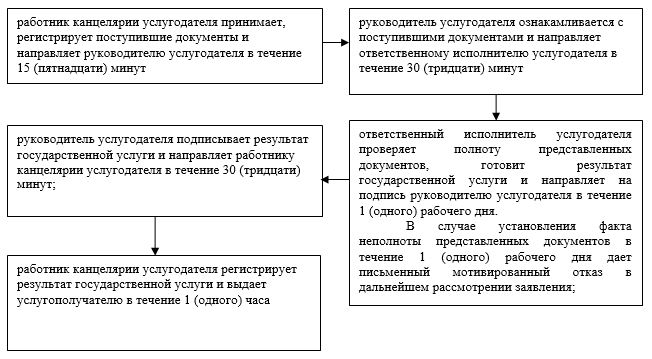 работник канцелярии услугодателя принимает,
регистрирует поступившие документы и
направляет руководителю услугодателя в течение
15 (пятнадцати) минут
руководитель услугодателя ознакамливается с
поступившими документами и направляет
ответственному исполнителю услугодателя в
течение 30 (тридцати) минут
ответственный исполнитель услугодателя
проверяет полноту представленных
документов, готовит результат
государственной услуги и направляет на
подпись руководителю услугодателя в течение
1 (одного) рабочего дня.
В случае установления факта
неполноты представленных документов в
течение 1 (одного) рабочего дня дает
письменный мотивированный отказ в
дальнейшем рассмотрении заявления;
руководитель услугодателя подписывает результат
государственной услуги и направляет работнику
канцелярии услугодателя в течение 30 (тридцати)
минут;
работник канцелярии услугодателя регистрирует
результат государственной услуги и выдает
услугополучателю в течение 1 (одного) часа